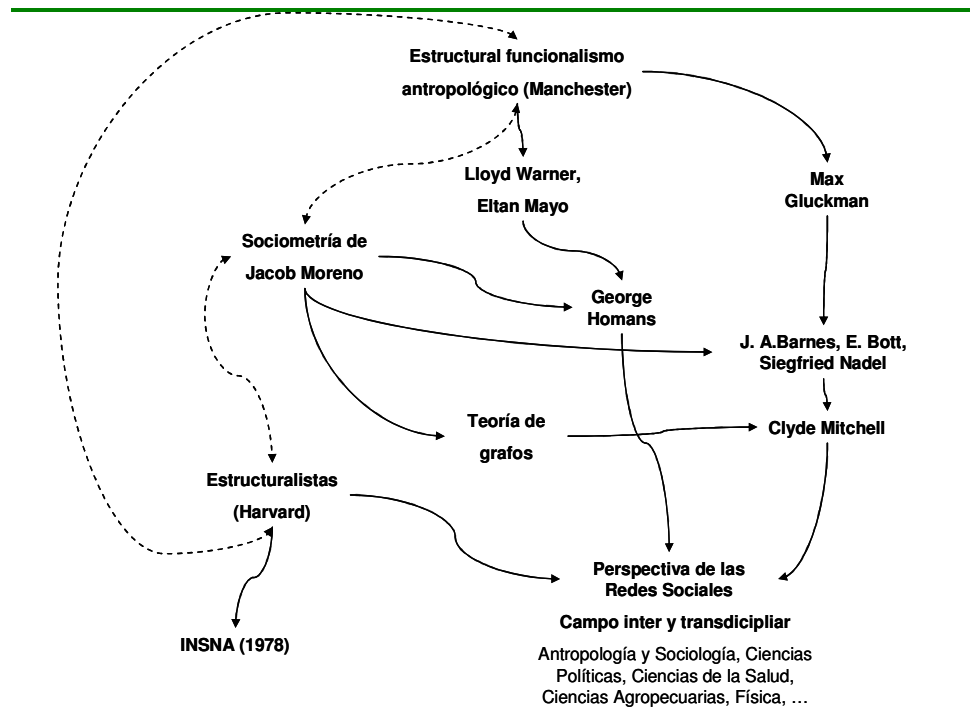 Estructural funcionalismo
antropológico (Manchester)
Lloyd Warner,
Eltan Mayo
Max
Gluckman
Sociometría de
Jacob Moreno
George
Homans
J. A.Barnes, E. Bott,
Siegfried Nadel
Teoría de
grafos
Clyde Mitchell
Estructuralistas
(Harvard)
Perspectiva de las
Redes Sociales
Campo inter y transdicipliar
INSNA (1978)
Antropología y Sociología, Ciencias
Políticas, Ciencias de la Salud,
Ciencias Agropecuarias, Física, …